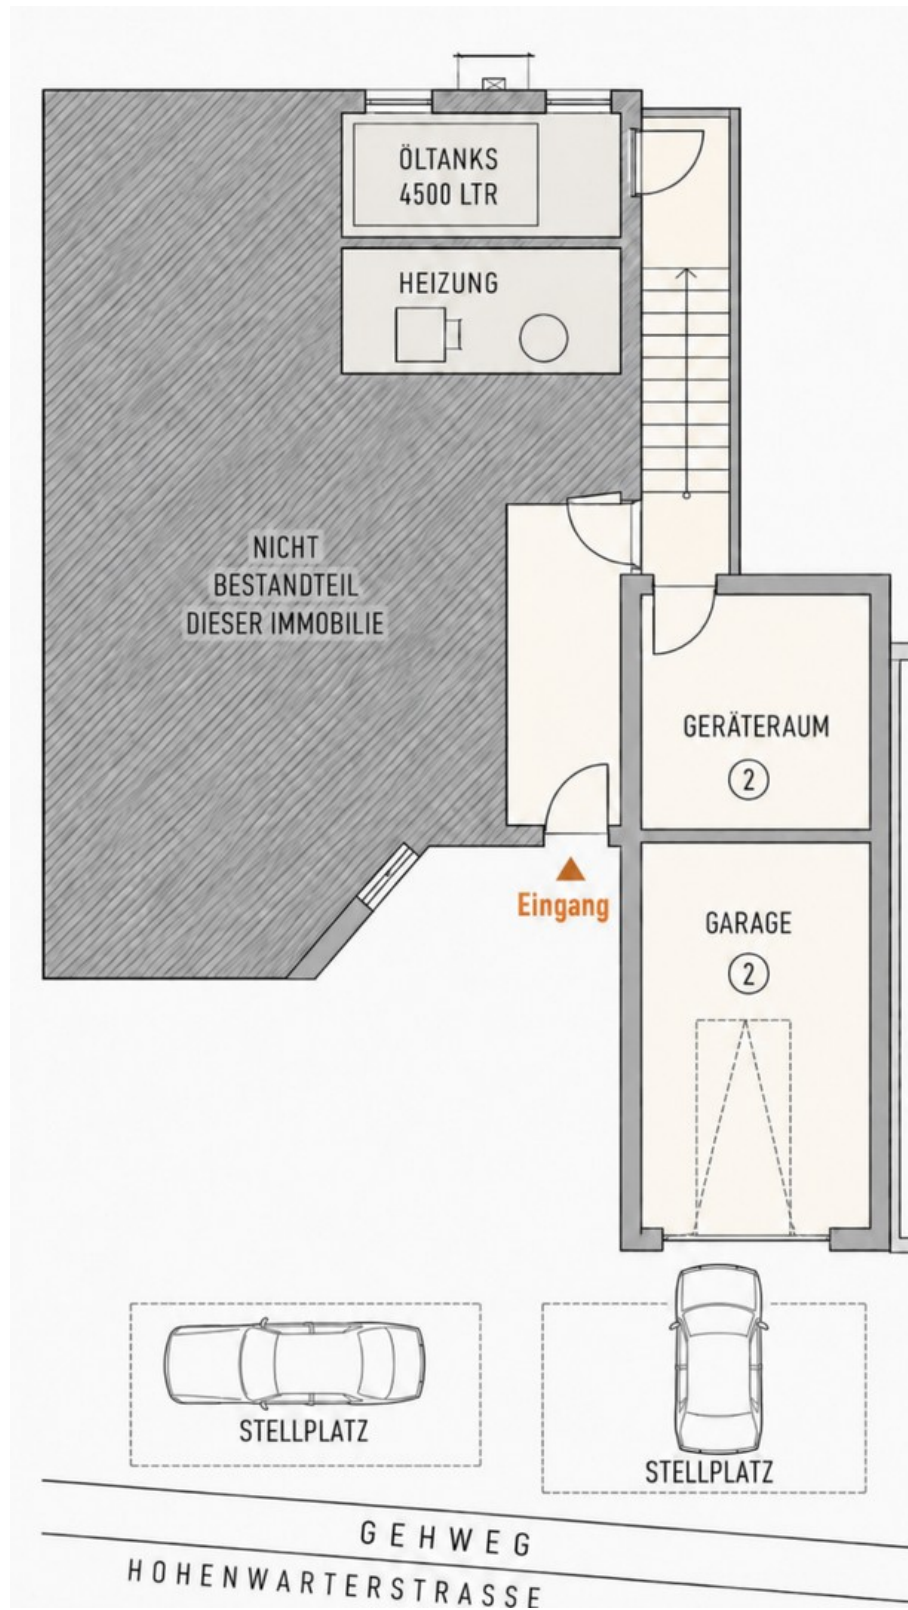 ÖLTANKS
4500 LTR
HEIZUNG
NICHT
BESTANDTEIL
DIESER IMMOBILIE
GERÄTERAUM
2
Eingang
GARAGE
2
STELLPLATZ
STELLPLATZ
GEHWEG
HOHENWARTERSTRASSE